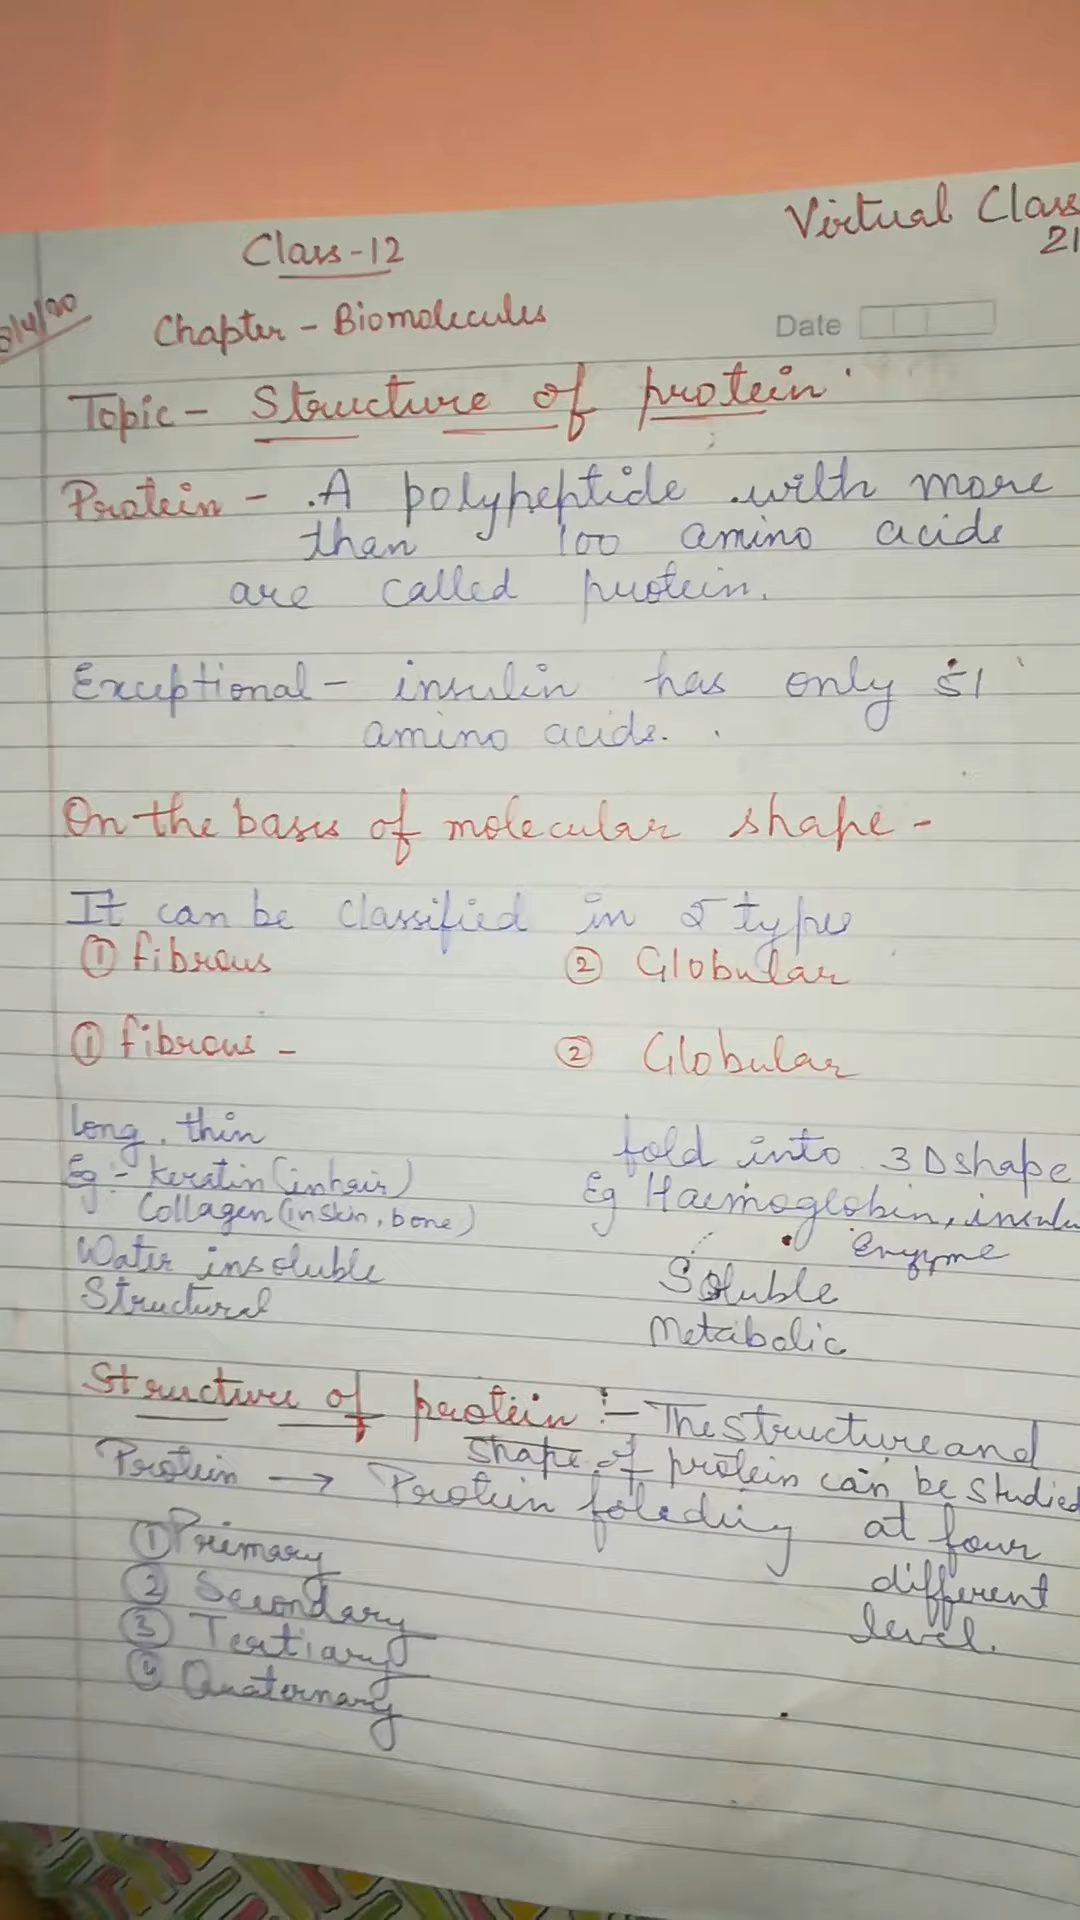 Virtual Class
21
Class-12
Chapter - Biomolecules
Date
Topic - Structure of protein
Protein - A polypeptide with more
than 100 amino acids
are called protein.
Exceptional - insulin has only 51
amino acids.
On the basis of molecular shape -
It can be classified in 2 types
① fibrous ② Globular
① fibrous - ② Globular
long, thin fold into 3D shape
Eg :- Keratin (in hair) Eg Haemoglobin, insulin
Collagen (in skin, bone) Enzyme
Water insoluble Soluble
Structural Metabolic
Structure of protein :- The structure and
shape of protein can be studied
Protein → Protein folding at four
① Primary different
② Secondary level.
③ Tertiary
④ Quaternary